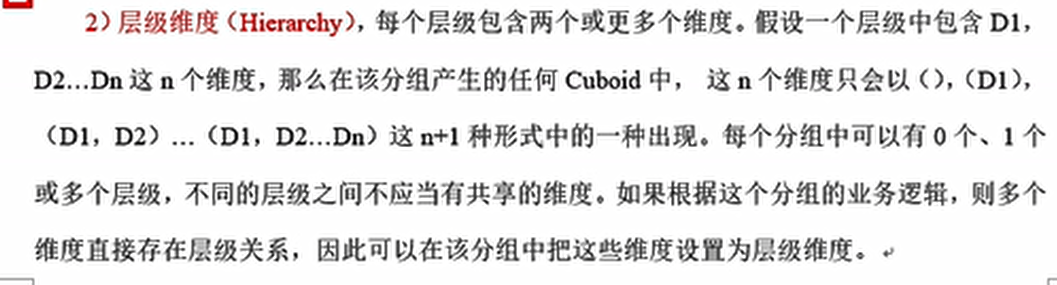 2）层级维度（Hierarchy），每个层级包含两个或更多个维度。假设一个层级中包含 D1，
D2…Dn 这 n 个维度，那么在该分组产生的任何 Cuboid 中， 这 n 个维度只会以（），（D1），
（D1，D2）…（D1，D2…Dn）这 n+1 种形式中的一种出现。每个分组中可以有 0 个、1 个
或多个层级，不同的层级之间不应当有共享的维度。如果根据这个分组的业务逻辑，则多个
维度直接存在层级关系，因此可以在该分组中把这些维度设置为层级维度。